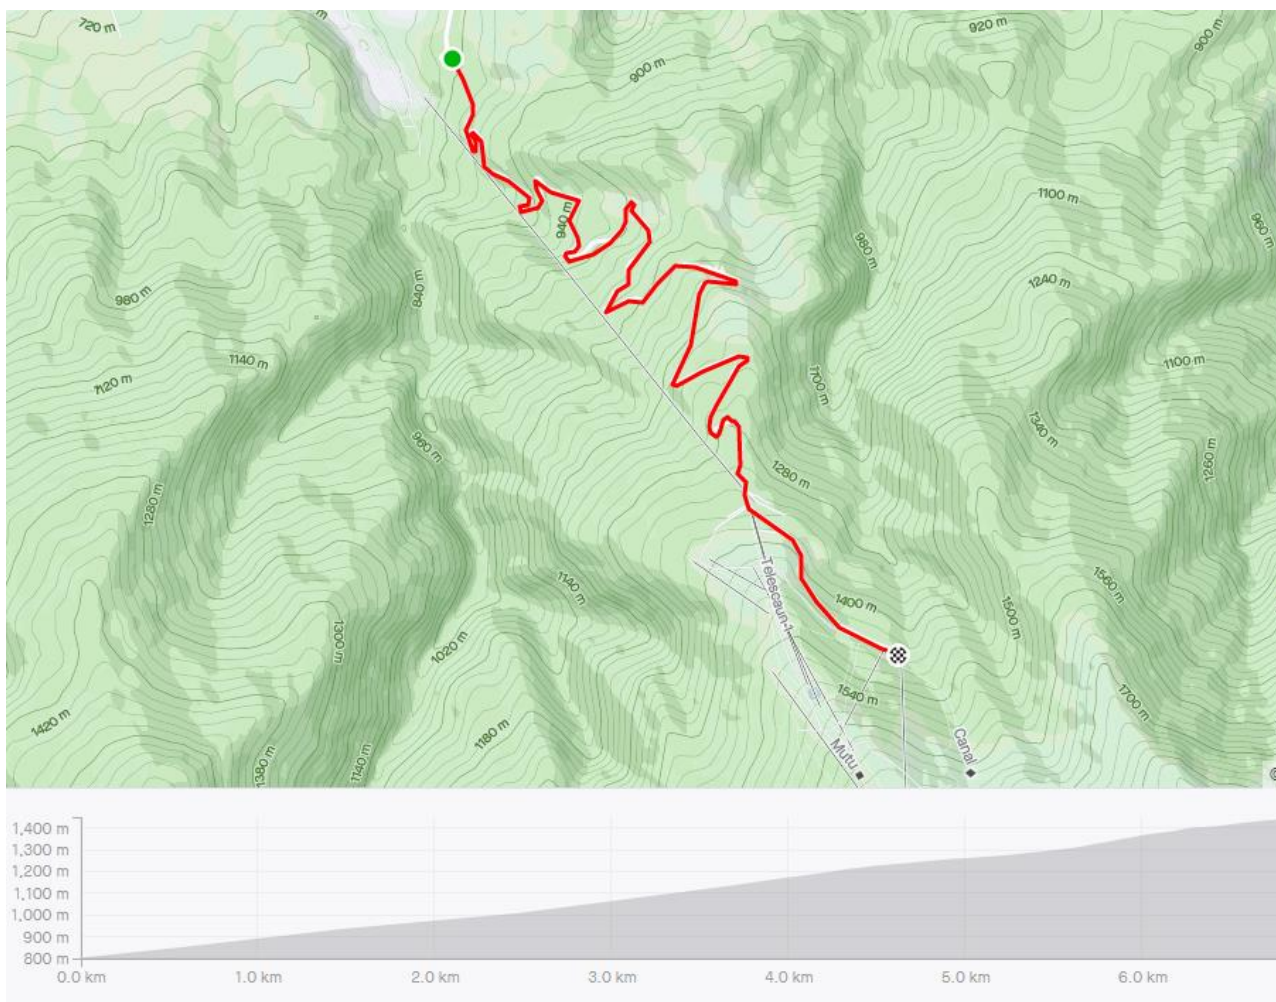 m
720 m
920 m
900 m
900 m
1100 m
940 m
960 m
980 m
840 m
980 m
1240 m
1140 m
1120 m
1100 m
1100 m
1340 m
960 m
1260 m
1280 m
1280 m
1140 m
Telescaun 1
1400 m
1560 m
1500 m
1300 m
1020 m
1540 m
1700 m
1420 m
1180 m
Mutu
Canal
1380 m
1140 m
©
1,400 m
1,300 m
1,200 m
1,100 m
1,000 m
900 m
800 m
0.0 km 1.0 km 2.0 km 3.0 km 4.0 km 5.0 km 6.0 km